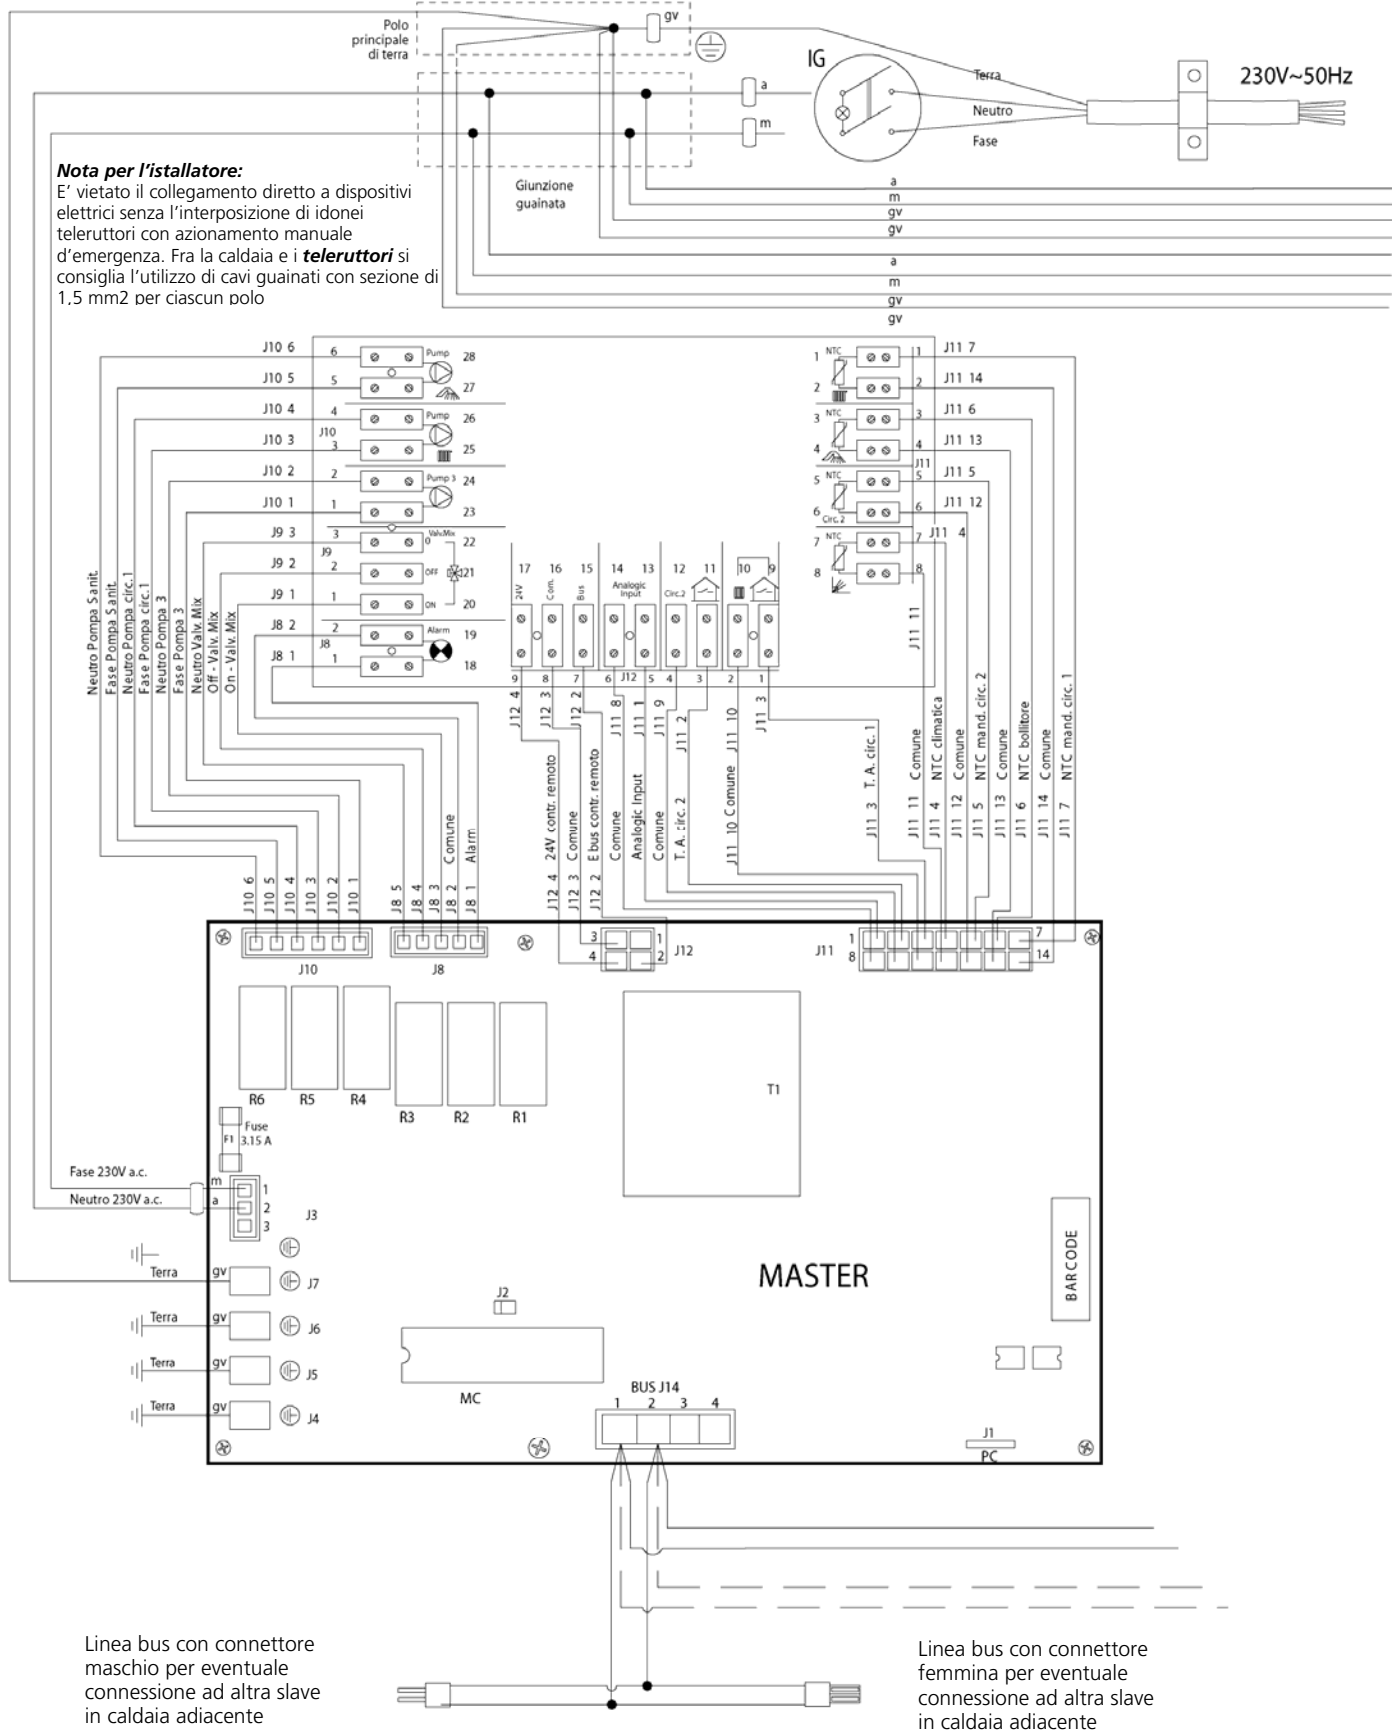 Polo
principale
di terra
gv
IG
230V~50Hz
Terra
Neutro
Fase
a
m
Giunzione
guainata
a
m
gv
gv
a
m
gv
gv
Nota per l'istallatore:
E' vietato il collegamento diretto a dispositivi
elettrici senza l'interposizione di idonei
teleruttori con azionamento manuale
d'emergenza. Fra la caldaia e i teleruttori si
consiglia l'utilizzo di cavi guainati con sezione di
1,5 mm2 per ciascun polo
J10 6
6
Pump
28
J10 5
5
27
J10 4
4
Pump
26
J10
J10 3
3
25
J10 2
2
Pump 3
24
J10 1
1
23
J9 3
3
Valv.Mix
0
22
J9
J9 2
2
OFF
21
J9 1
1
ON
20
J8 2
2
Alarm
19
J8
J8 1
1
18
1
NTC
1
J11 7
2
2
J11 14
3
NTC
3
J11 6
4
4
J11 13
J11
5
NTC
5
J11 5
6
Circ. 2
6
J11 12
7
NTC
7
J11 4
8
8
17 16 15 14 13 12 11 10 9
24V
Com.
Bus
Analogic
Input
Circ.2
9 8 7 6 J12 5 4 3 2 1
Neutro Pompa Sanit.
Fase Pompa Sanit.
Neutro Pompa circ.1
Fase Pompa circ.1
Neutro Pompa 3
Fase Pompa 3
Neutro Valv. Mix
Off - Valv. Mix
On - Valv. Mix
Comune
Alarm
J12 4
J12 3
J12 2
J11 8
J11 1
J11 9
J11 2
J11 10
J11 3
J11 11
J12 4 24V contr. remoto
J12 3 Comune
J12 2 Ebus contr. remoto
Comune
Analogic Input
Comune
T. A. circ. 2
J11 10 Comune
J11 3 T. A. circ. 1
J11 11 Comune
J11 4 NTC climatica
J11 12 Comune
J11 5 NTC mand. circ. 2
J11 13 Comune
J11 6 NTC bollitore
J11 14 Comune
J11 7 NTC mand. circ. 1
J10 6
J10 5
J10 4
J10 3
J10 2
J10 1
J8 5
J8 4
J8 3
J8 2
J8 1
J10
J8
3
1
4
2
J12
J11
1
7
8
14
R6
R5
R4
R3
R2
R1
T1
F1
Fuse
3.15 A
Fase 230V a.c.
m
1
Neutro 230V a.c.
a
2
3
J3
Terra
gv
J7
Terra
gv
J6
Terra
gv
J5
Terra
gv
J4
MASTER
BARCODE
J2
MC
BUS J14
1 2 3 4
J1
PC
Linea bus con connettore
maschio per eventuale
connessione ad altra slave
in caldaia adiacente
Linea bus con connettore
femmina per eventuale
connessione ad altra slave
in caldaia adiacente